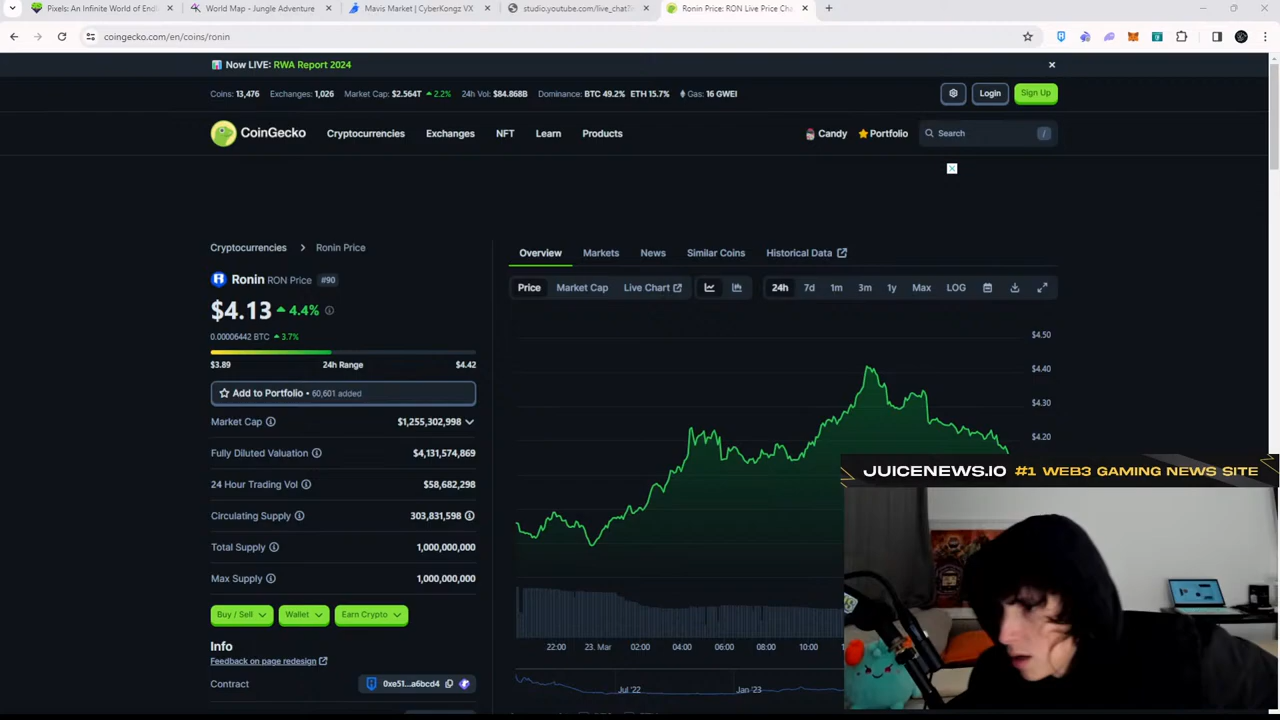 Pixels: An Infinite World of Endl
World Map - Jungle Adventure
Mavis Market | CyberKongz VX
studio.youtube.com/live_chat?i
Ronin Price: RON Live Price Cha
coingecko.com/en/coins/ronin
Now LIVE: RWA Report 2024
Coins: 13,476 Exchanges: 1,026 Market Cap: $2.564T 2.2% 24h Vol: $84.868B Dominance: BTC 49.2% ETH 15.7% Gas: 16 GWEI
Login
Sign Up
CoinGecko
Cryptocurrencies
Exchanges
NFT
Learn
Products
Candy
Portfolio
Search /
Cryptocurrencies > Ronin Price
Ronin RON Price #90
$4.13 4.4%
0.00006442 BTC 3.7%
$3.89 24h Range $4.42
Add to Portfolio • 60,601 added
Market Cap $1,255,302,998
Fully Diluted Valuation $4,131,574,869
24 Hour Trading Vol $58,682,298
Circulating Supply 303,831,598
Total Supply 1,000,000,000
Max Supply 1,000,000,000
Buy / Sell
Wallet
Earn Crypto
Info
Feedback on page redesign
Contract 0xe51...a6bcd4
Overview
Markets
News
Similar Coins
Historical Data
Price
Market Cap
Live Chart
24h
7d
1m
3m
1y
Max
LOG
$4.50
$4.40
$4.30
$4.20
22:00 23. Mar 02:00 04:00 06:00 08:00 10:00
Jul '22 Jan '23
JUICENEWS.IO #1 WEB3 GAMING NEWS SITE